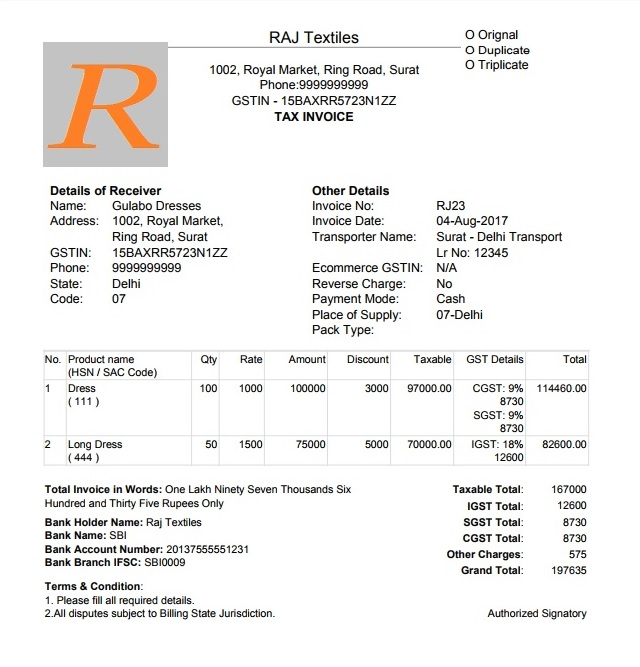 RAJ Textiles
O Orignal
O Duplicate
O Triplicate
R
1002, Royal Market, Ring Road, Surat
Phone:9999999999
GSTIN - 15BAXRR5723N1ZZ
TAX INVOICE
Details of Receiver
Name: Gulabo Dresses
Address: 1002, Royal Market,
Ring Road, Surat
GSTIN: 15BAXRR5723N1ZZ
Phone: 9999999999
State: Delhi
Code: 07
Other Details
Invoice No: RJ23
Invoice Date: 04-Aug-2017
Transporter Name: Surat - Delhi Transport
Lr No: 12345
Ecommerce GSTIN: N/A
Reverse Charge: No
Payment Mode: Cash
Place of Supply: 07-Delhi
Pack Type:
No. Product name Qty Rate Amount Discount Taxable GST Details Total
(HSN / SAC Code)
1 Dress 100 1000 100000 3000 97000.00 CGST: 9% 114460.00
( 111 ) 8730
SGST: 9%
8730
2 Long Dress 50 1500 75000 5000 70000.00 IGST: 18% 82600.00
( 444 ) 12600
Total Invoice in Words: One Lakh Ninety Seven Thousands Six
Hundred and Thirty Five Rupees Only
Bank Holder Name: Raj Textiles
Bank Name: SBI
Bank Account Number: 20137555551231
Bank Branch IFSC: SBI0009
Taxable Total: 167000
IGST Total: 12600
SGST Total: 8730
CGST Total: 8730
Other Charges: 575
Grand Total: 197635
Terms & Condition:
1. Please fill all required details.
2.All disputes subject to Billing State Jurisdiction.
Authorized Signatory